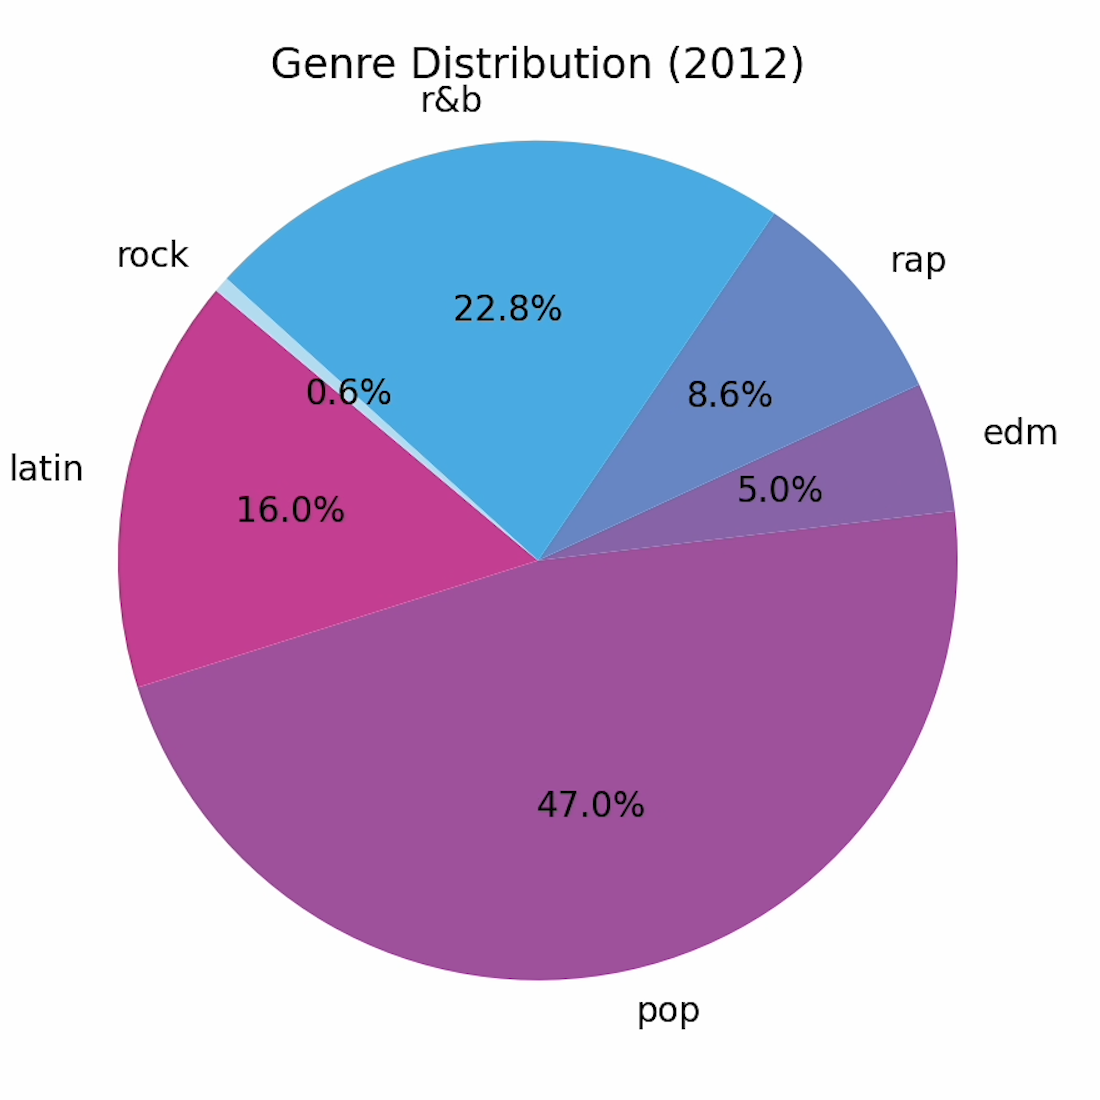 Genre Distribution (2012)
r&b
rock
rap
22.8%
0.6%
8.6%
edm
latin
5.0%
16.0%
47.0%
pop